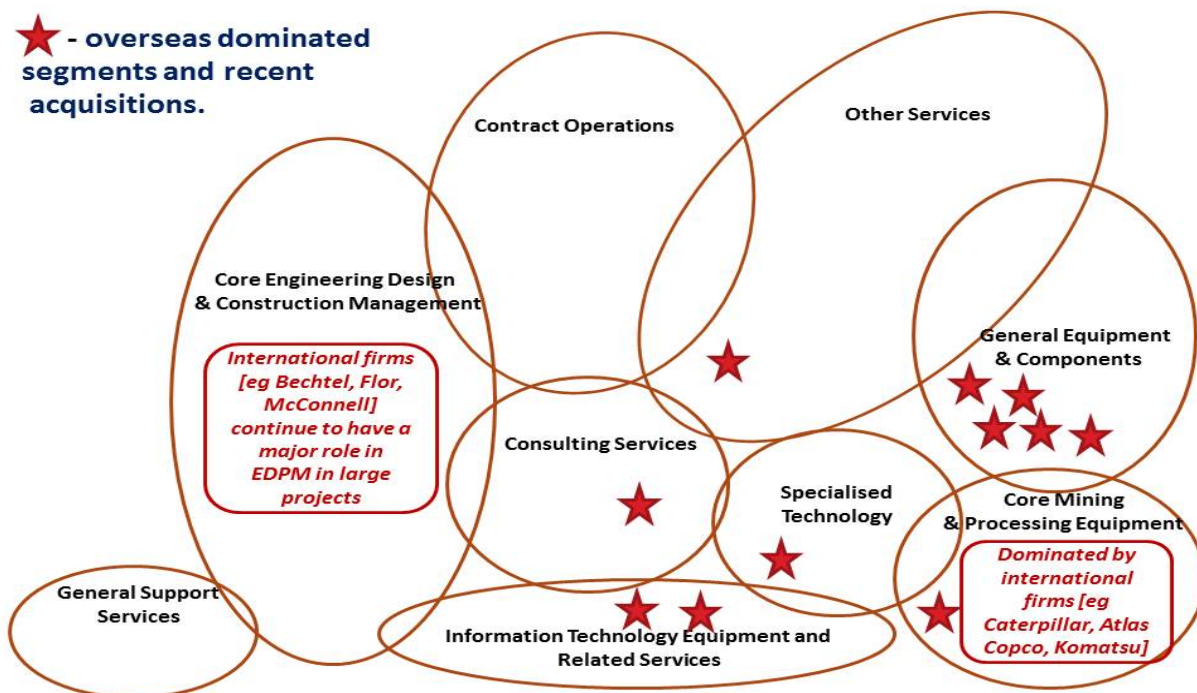 - overseas dominated
segments and recent
acquisitions.
Contract Operations
Other Services
Core Engineering Design
& Construction Management
International firms
[eg Bechtel, Flor,
McConnell]
continue to have a
major role in
EDPM in large
projects
General Equipment
& Components
Consulting Services
Specialised
Technology
Core Mining
& Processing Equipment
Dominated by
international
firms [eg
Caterpillar, Atlas
Copco, Komatsu]
General Support
Services
Information Technology Equipment and
Related Services